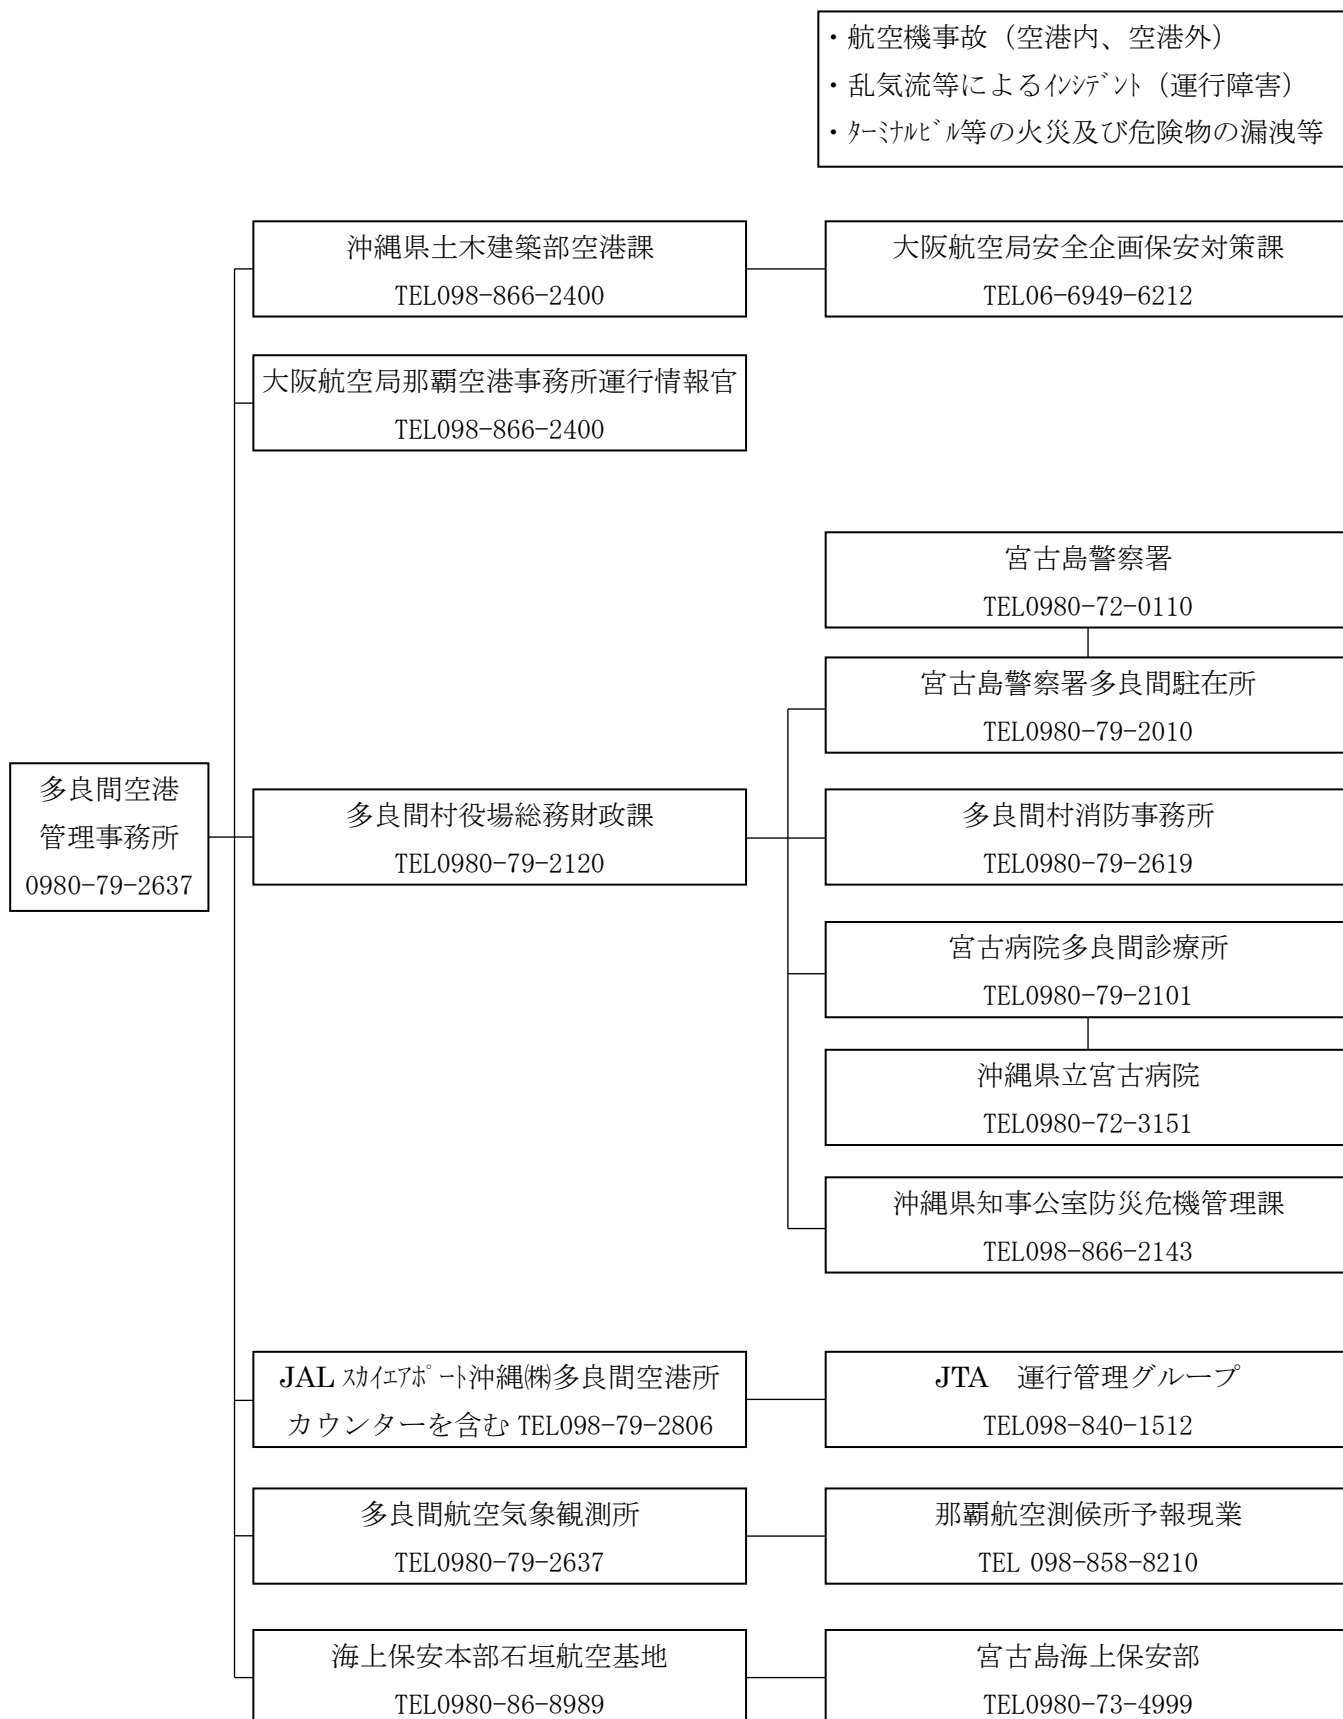 ・航空機事故（空港内、空港外）
・乱気流等によるｲﾝｼﾃﾞﾝﾄ（運行障害）
・ﾀｰﾐﾅﾙﾋﾞﾙ等の火災及び危険物の漏洩等
沖縄県土木建築部空港課
TEL098-866-2400
大阪航空局安全企画保安対策課
TEL06-6949-6212
大阪航空局那覇空港事務所運行情報官
TEL098-866-2400
宮古島警察署
TEL0980-72-0110
宮古島警察署多良間駐在所
TEL0980-79-2010
多良間空港
管理事務所
0980-79-2637
多良間村役場総務財政課
TEL0980-79-2120
多良間村消防事務所
TEL0980-79-2619
宮古病院多良間診療所
TEL0980-79-2101
沖縄県立宮古病院
TEL0980-72-3151
沖縄県知事公室防災危機管理課
TEL098-866-2143
JAL ｽｶｲｴｱﾎﾟｰﾄ沖縄㈱多良間空港所
カウンターを含む TEL098-79-2806
JTA　運行管理グループ
TEL098-840-1512
多良間航空気象観測所
TEL0980-79-2637
那覇航空測候所予報現業
TEL 098-858-8210
海上保安本部石垣航空基地
TEL0980-86-8989
宮古島海上保安部
TEL0980-73-4999